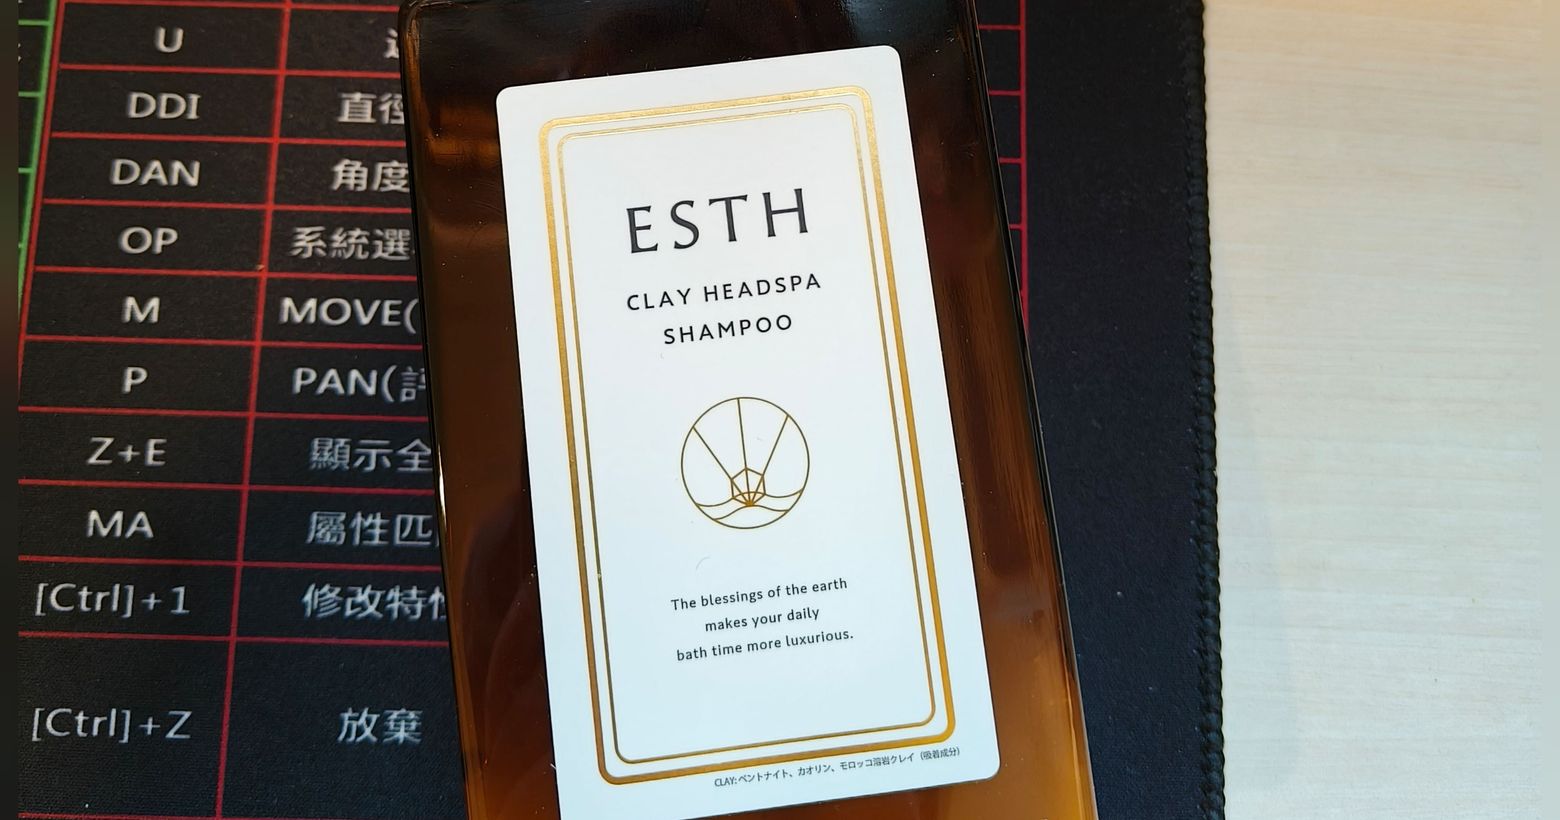 U
DDI 直徑
DAN 角度
OP 系統選
M MOVE(
P PAN(
Z+E 顯示全
MA 屬性匹
[Ctrl]+1 修改特性
[Ctrl]+Z 放棄
ESTH
CLAY HEADSPA
SHAMPOO
The blessings of the earth
makes your daily
bath time more luxurious.
CLAY:ベントナイト、カオリン、モロッコ溶岩クレイ（吸着成分）